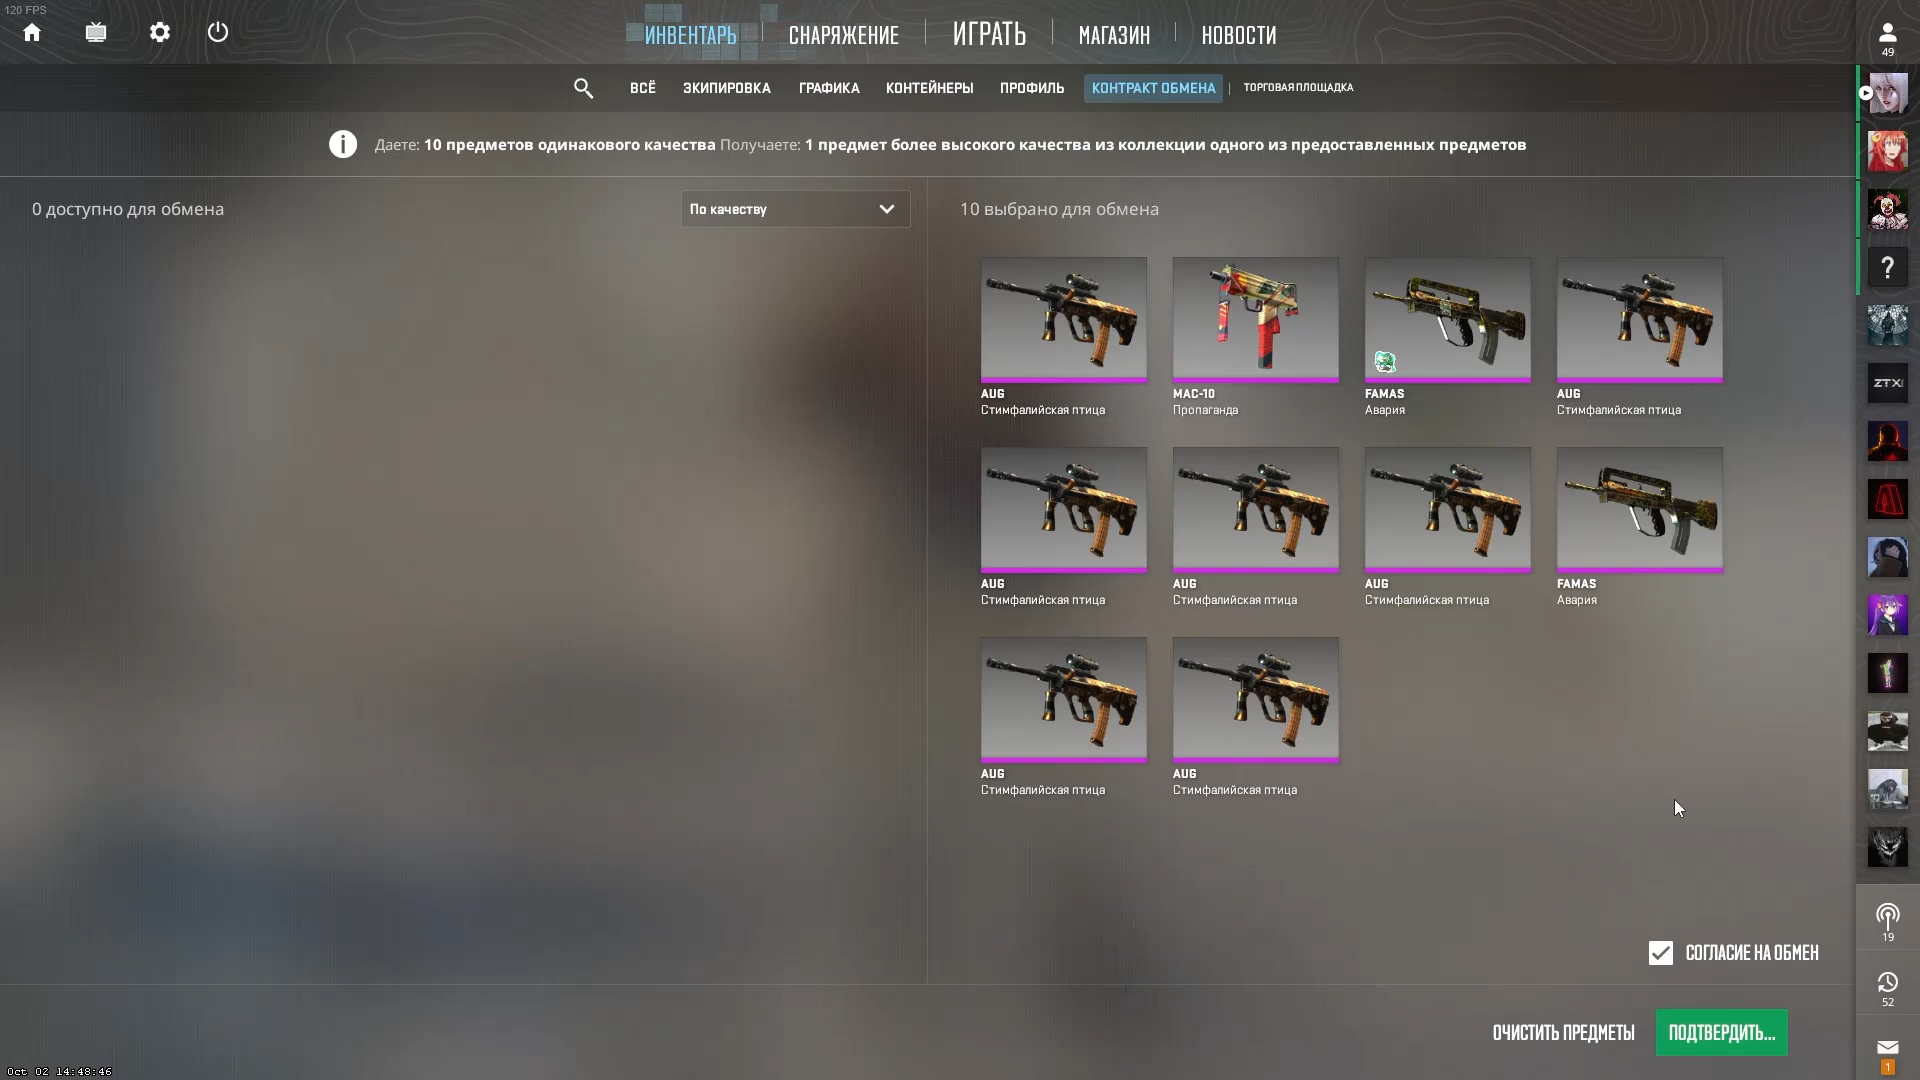 120 FPS
ИНВЕНТАРЬ
СНАРЯЖЕНИЕ
ИГРАТЬ
МАГАЗИН
НОВОСТИ
49
ВСЁ
ЭКИПИРОВКА
ГРАФИКА
КОНТЕЙНЕРЫ
ПРОФИЛЬ
КОНТРАКТ ОБМЕНА
ТОРГОВАЯ ПЛОЩАДКА
Даете: 10 предметов одинакового качества Получаете: 1 предмет более высокого качества из коллекции одного из предоставленных предметов
0 доступно для обмена
По качеству
10 выбрано для обмена
AUG
Стимфалийская птица
MAC-10
Пропаганда
FAMAS
Авария
AUG
Стимфалийская птица
AUG
Стимфалийская птица
AUG
Стимфалийская птица
AUG
Стимфалийская птица
FAMAS
Авария
AUG
Стимфалийская птица
AUG
Стимфалийская птица
?
ZTX
СОГЛАСИЕ НА ОБМЕН
19
52
ОЧИСТИТЬ ПРЕДМЕТЫ
ПОДТВЕРДИТЬ...
1
Oct 02 14:48:46